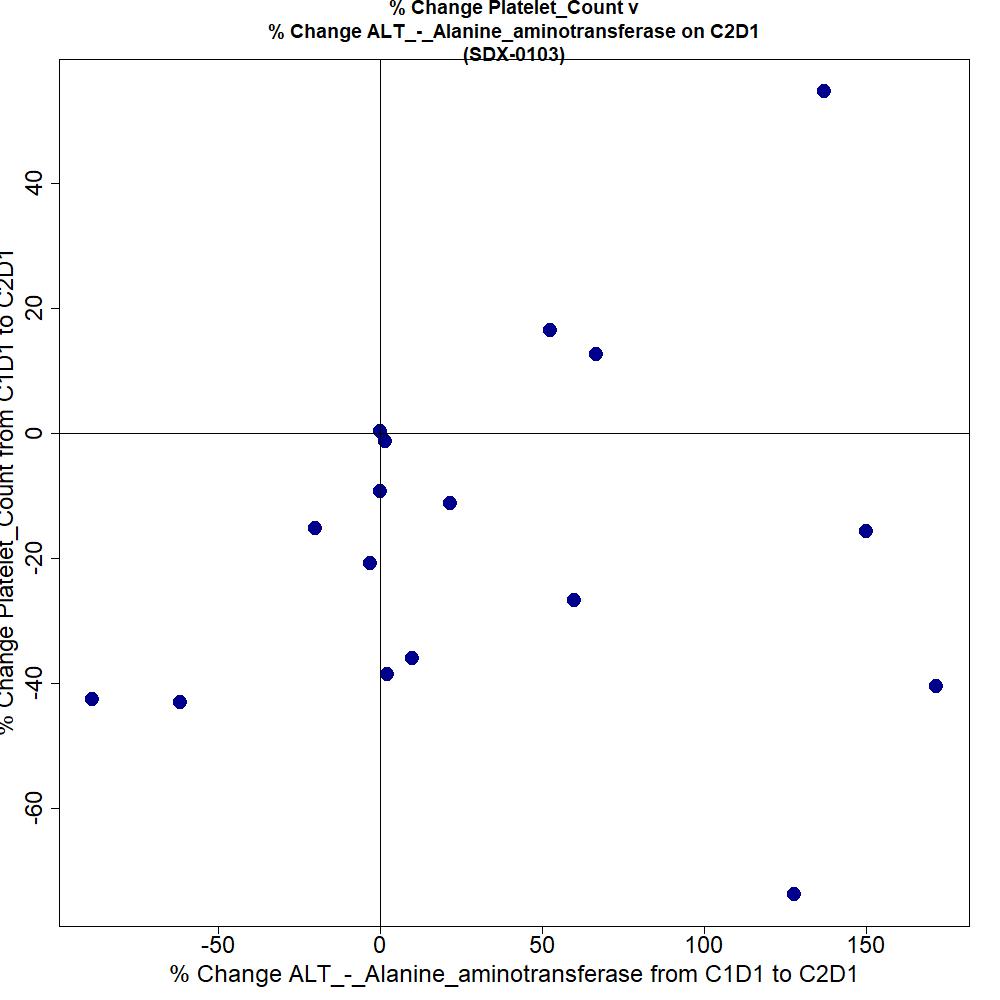 % Change Platelet_Count v
% Change ALT_-_Alanine_aminotransferase on C2D1
(SDX-0103)
% Change Platelet_Count from C1D1 to C2D1
40
20
0
-20
-40
-60
-50
0
50
100
150
% Change ALT_-_Alanine_aminotransferase from C1D1 to C2D1